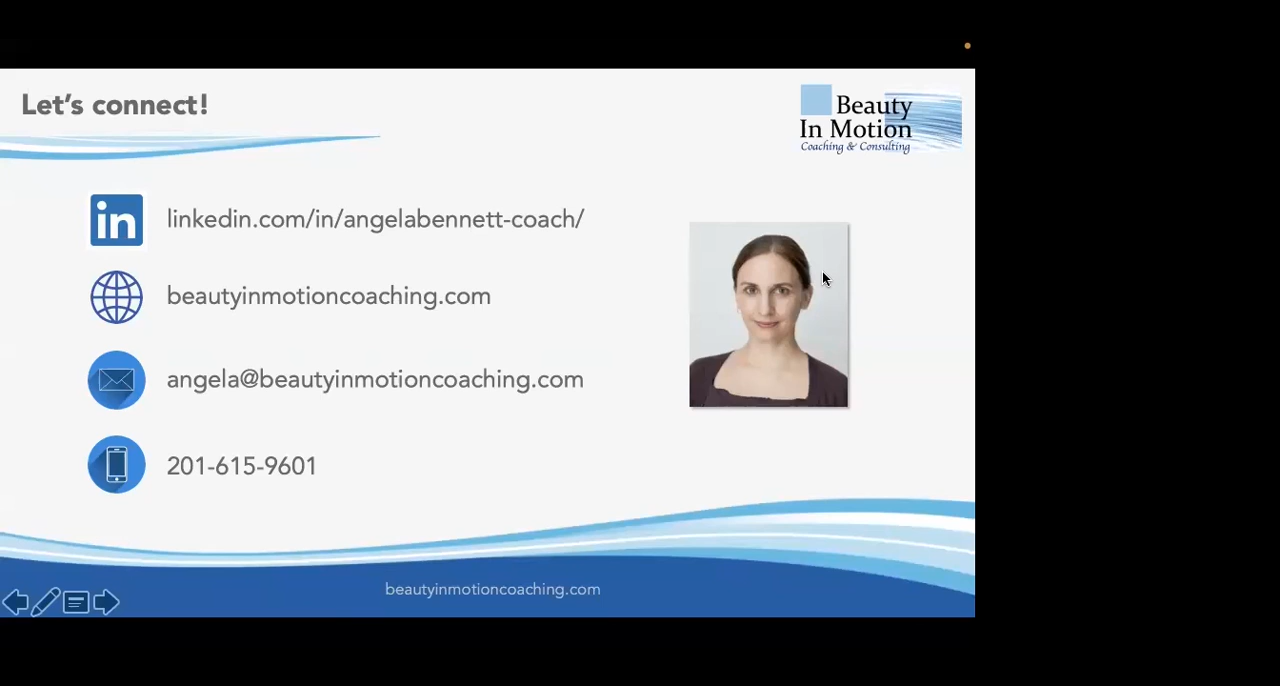 Let's connect!
Beauty
In Motion
Coaching & Consulting
in
linkedin.com/in/angelabennett-coach/
beautyinmotioncoaching.com
angela@beautyinmotioncoaching.com
201-615-9601
beautyinmotioncoaching.com